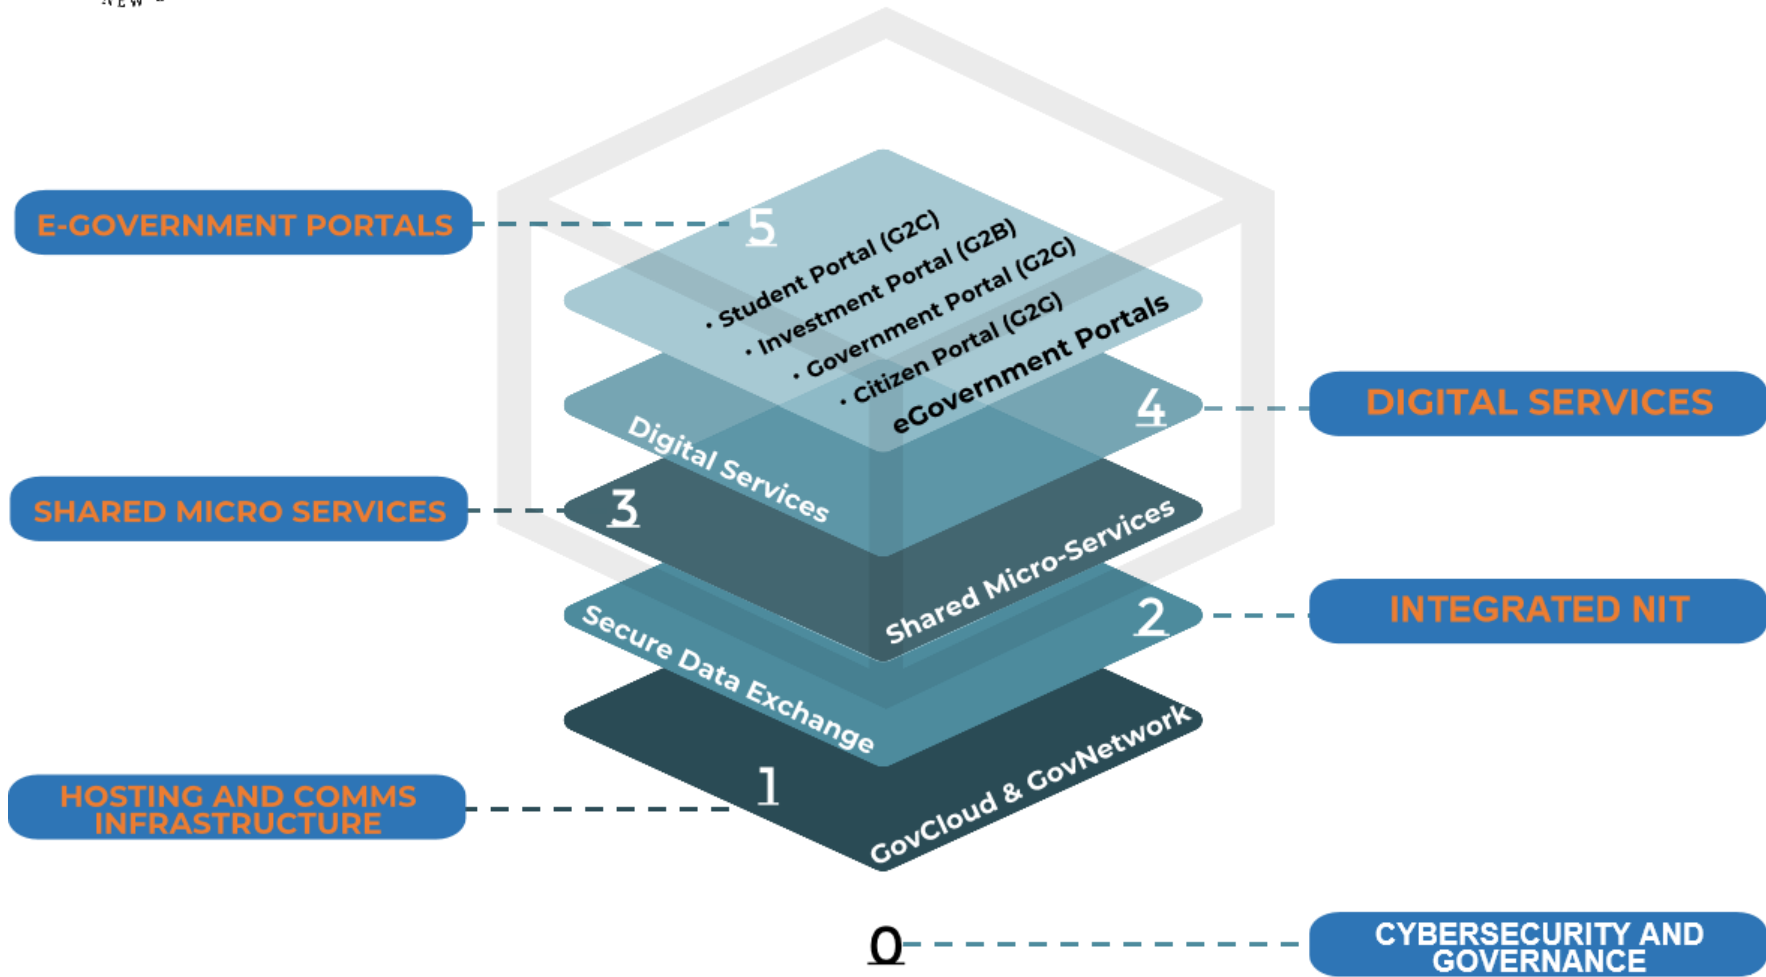 NEW
E-GOVERNMENT PORTALS
5
• Student Portal (G2C)
• Investment Portal (G2B)
• Government Portal (G2G)
• Citizen Portal (G2G)
eGovernment Portals
4
DIGITAL SERVICES
Digital Services
SHARED MICRO SERVICES
3
Shared Micro-Services
2
INTEGRATED NIT
Secure Data Exchange
HOSTING AND COMMS
INFRASTRUCTURE
1
GovCloud & GovNetwork
0
CYBERSECURITY AND
GOVERNANCE